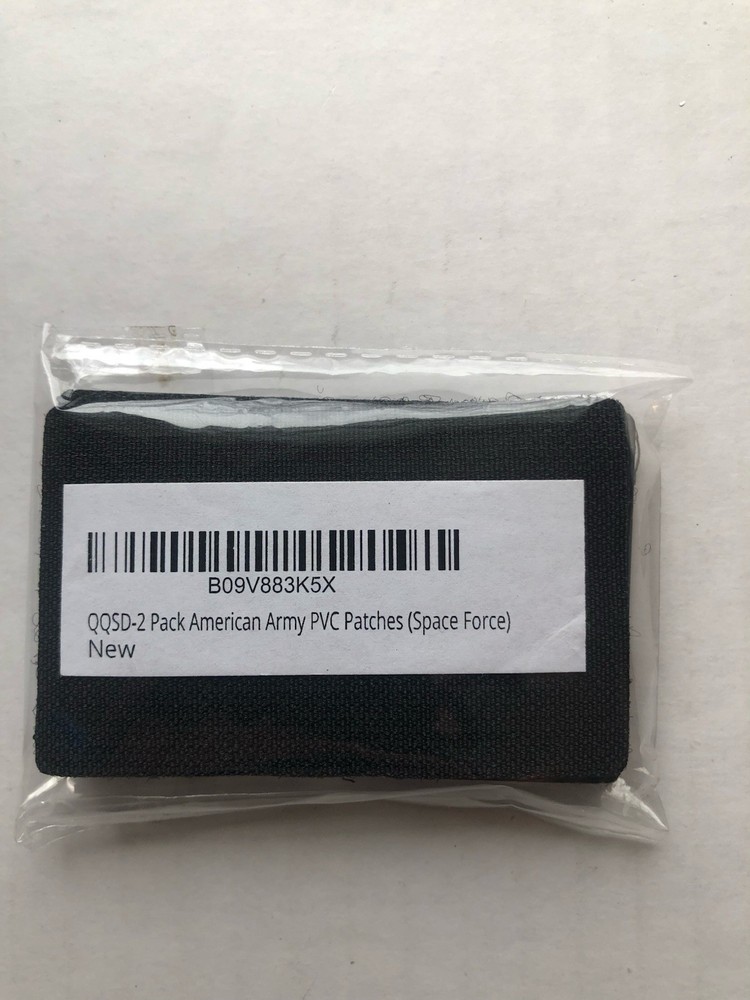 B09V883K5X
QQSD-2 Pack American Army PVC Patches (Space Force)
New